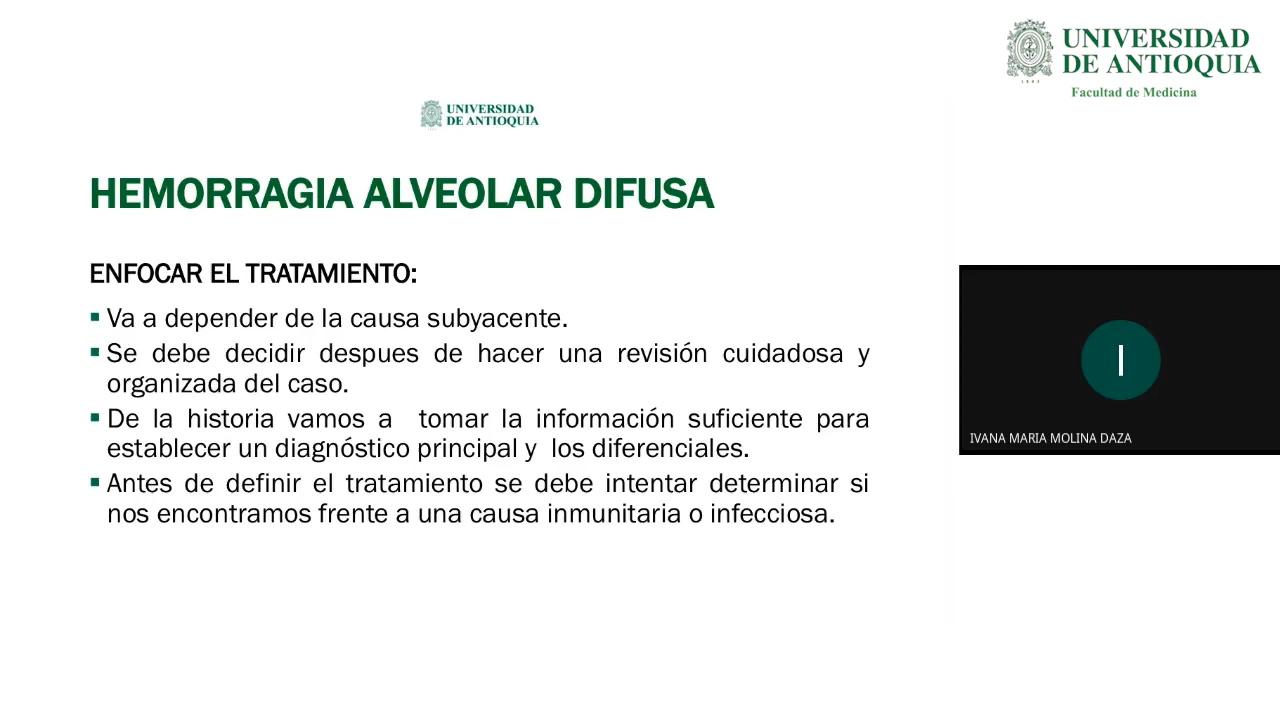 UNIVERSIDAD
DE ANTIOQUIA
Facultad de Medicina
UNIVERSIDAD
DE ANTIOQUIA
HEMORRAGIA ALVEOLAR DIFUSA
ENFOCAR EL TRATAMIENTO:
▪ Va a depender de la causa subyacente.
▪ Se debe decidir despues de hacer una revisión cuidadosa y
organizada del caso.
▪ De la historia vamos a tomar la información suficiente para
establecer un diagnóstico principal y los diferenciales.
▪ Antes de definir el tratamiento se debe intentar determinar si
nos encontramos frente a una causa inmunitaria o infecciosa.
I
IVANA MARIA MOLINA DAZA